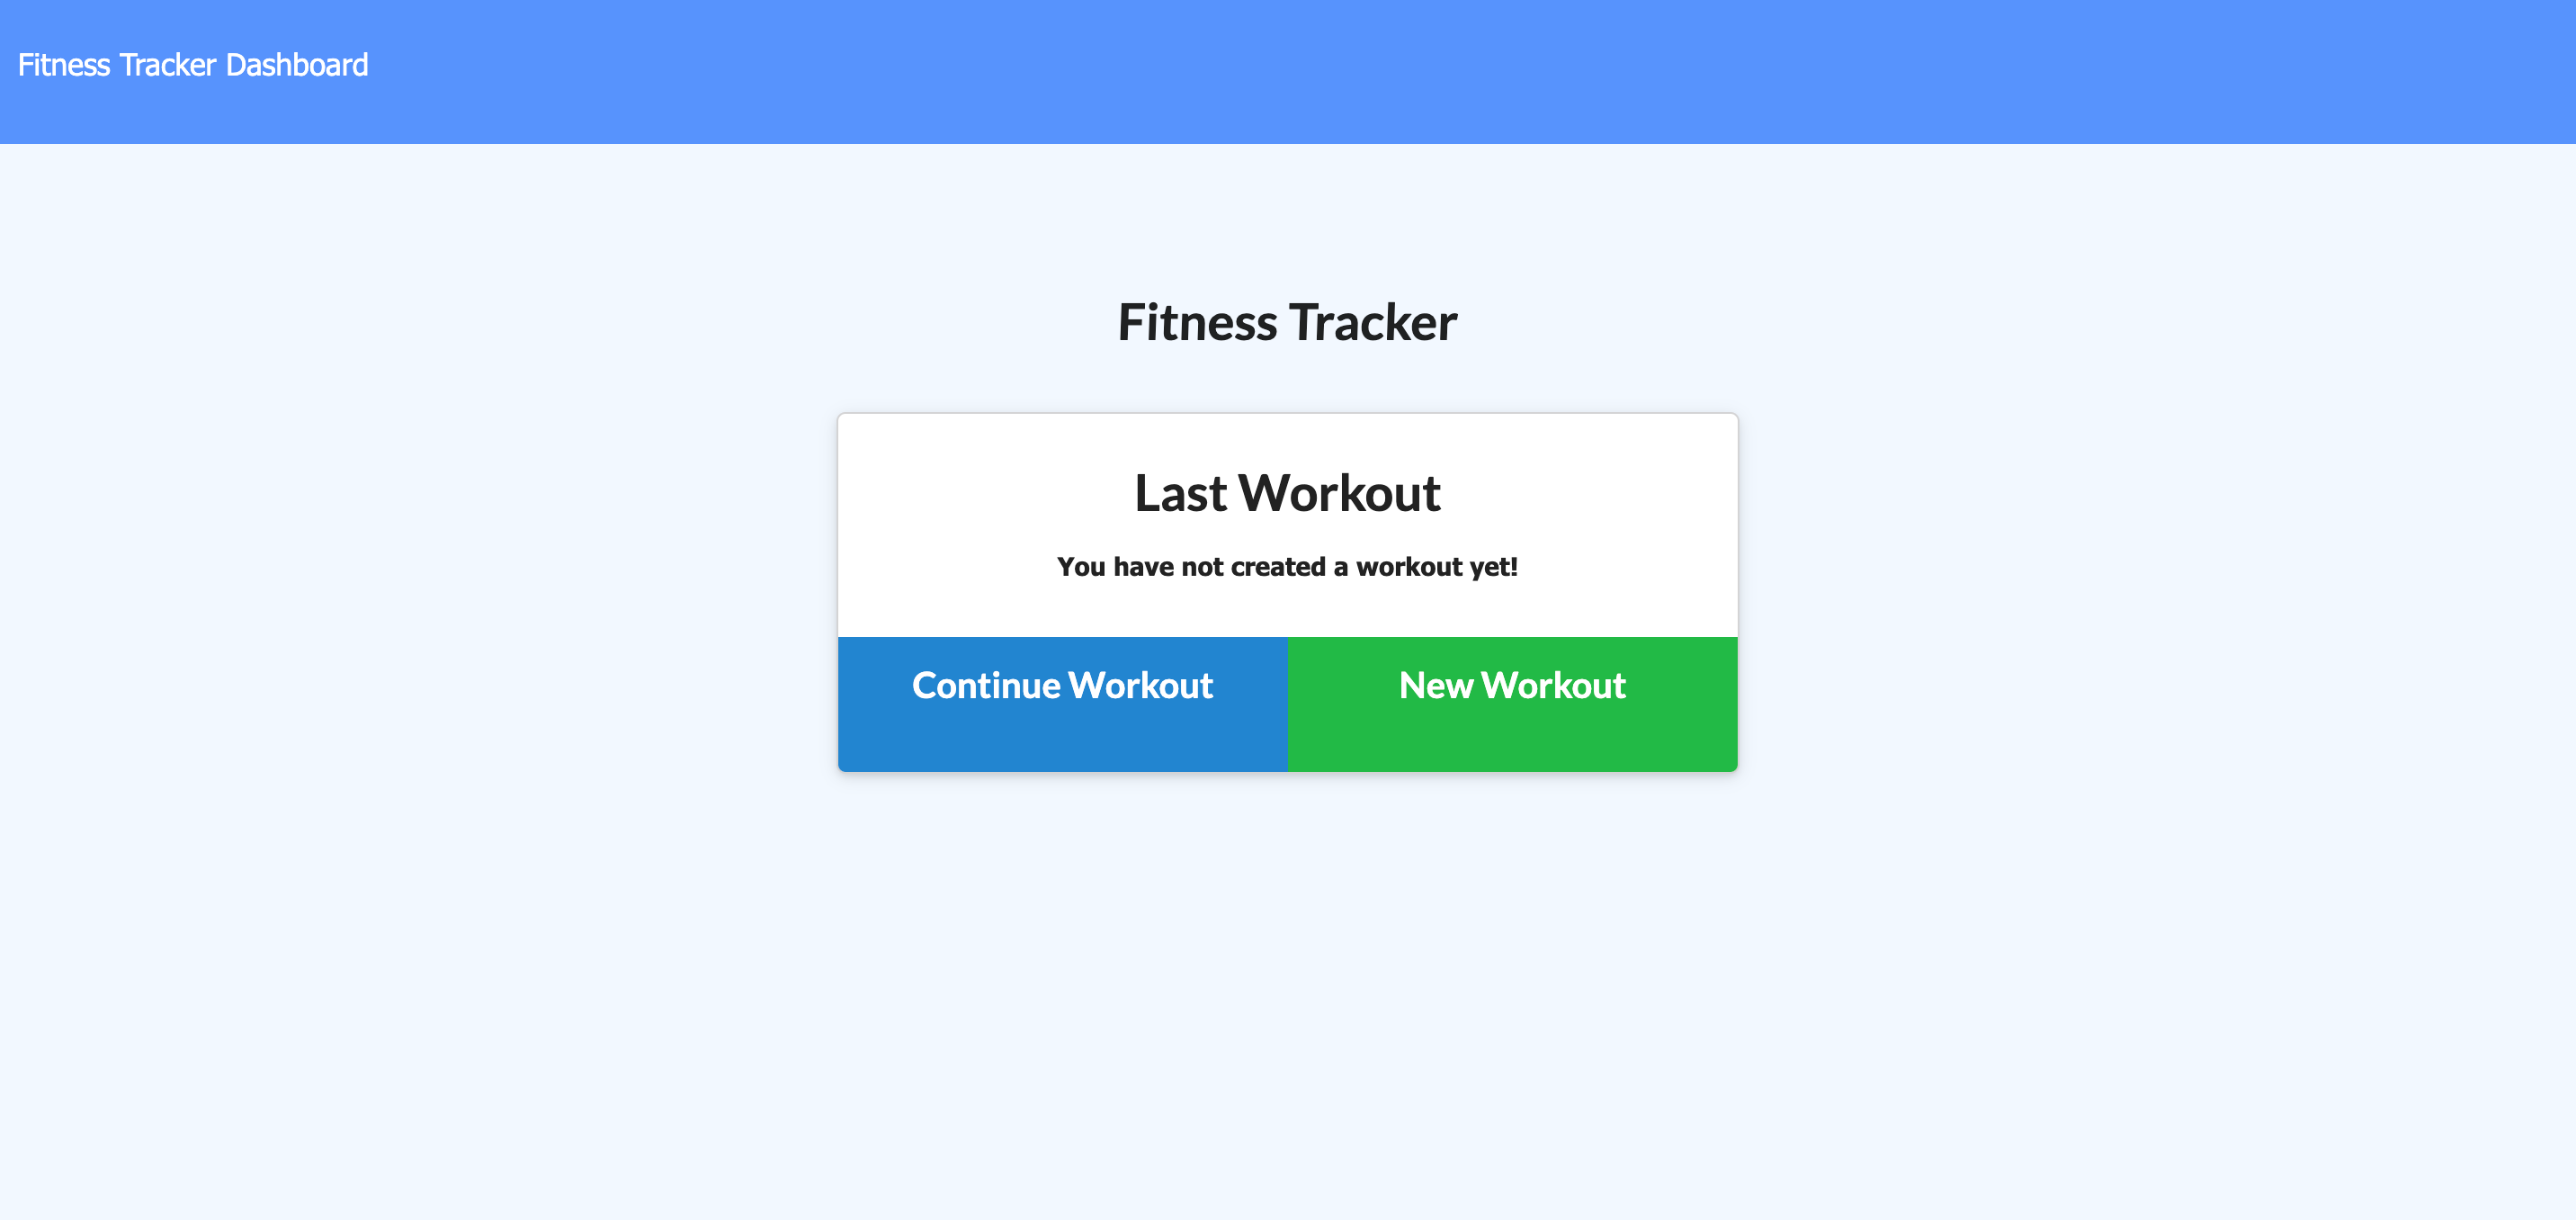 Fitness Tracker Dashboard
Fitness Tracker
Last Workout
You have not created a workout yet!
Continue Workout
New Workout